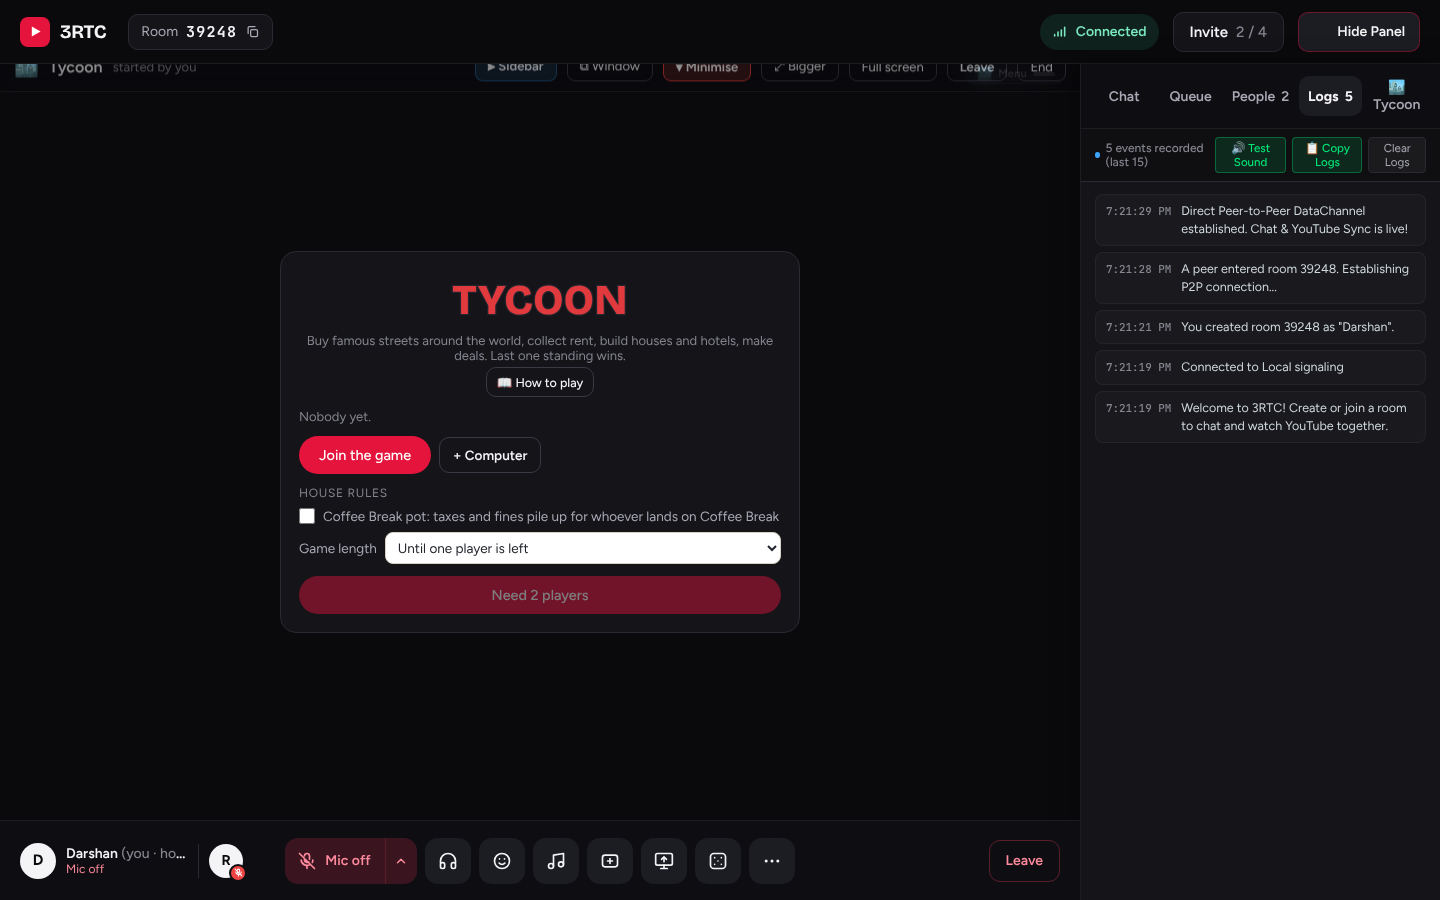 3RTC
Room 39248
Connected
Invite 2 / 4
Hide Panel
Tycoon started by you
Sidebar
Window
Minimise
Bigger
Full screen
Leave
Menu
End
Chat
Queue
People 2
Logs 5
Tycoon
5 events recorded
(last 15)
Test
Sound
Copy
Logs
Clear
Logs
7:21:29 PM Direct Peer-to-Peer DataChannel
established. Chat & YouTube Sync is live!
7:21:28 PM A peer entered room 39248. Establishing
P2P connection...
7:21:21 PM You created room 39248 as "Darshan".
7:21:19 PM Connected to Local signaling
7:21:19 PM Welcome to 3RTC! Create or join a room
to chat and watch YouTube together.
TYCOON
Buy famous streets around the world, collect rent, build houses and hotels, make
deals. Last one standing wins.
How to play
Nobody yet.
Join the game
+ Computer
HOUSE RULES
Coffee Break pot: taxes and fines pile up for whoever lands on Coffee Break
Game length Until one player is left
Need 2 players
D
Darshan (you · ho...
Mic off
R
Mic off
Leave